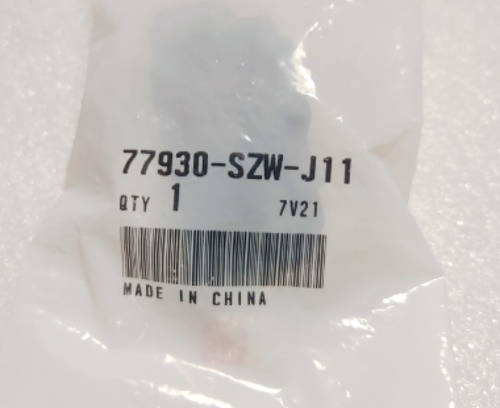 77930-SZW-J11
QTY 1 7V21
MADE IN CHINA